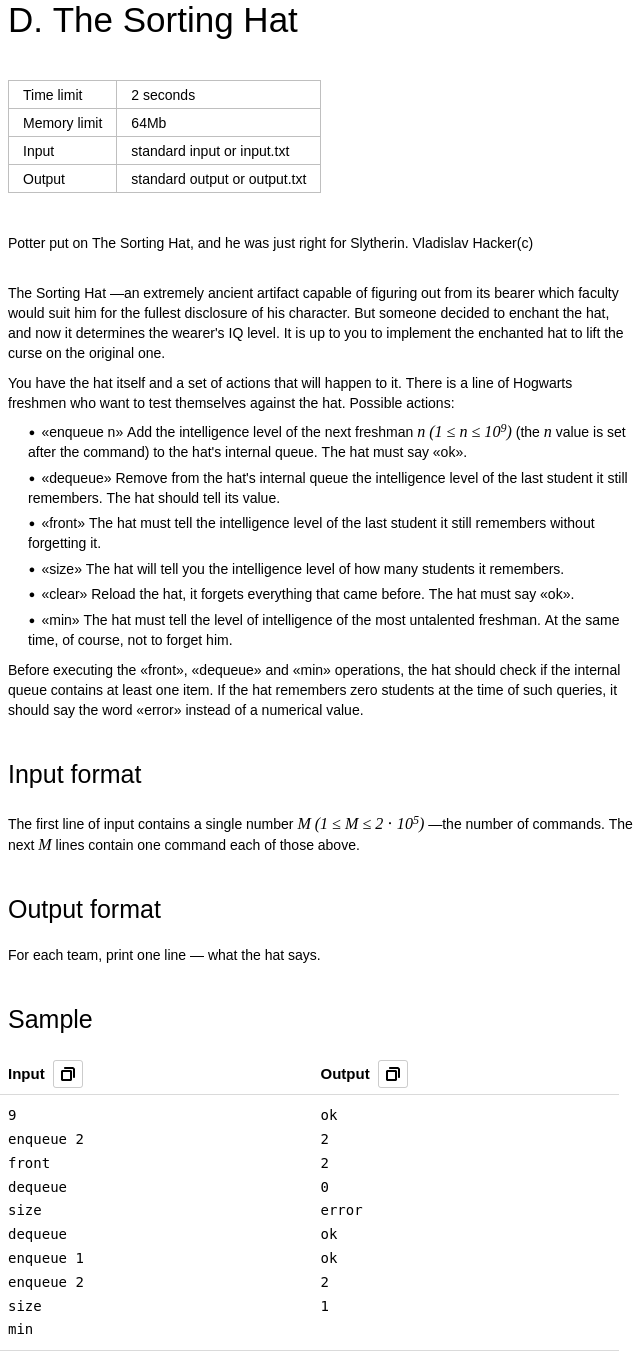 D. The Sorting Hat
Time limit 2 seconds
Memory limit 64Mb
Input standard input or input.txt
Output standard output or output.txt
Potter put on The Sorting Hat, and he was just right for Slytherin. Vladislav Hacker(c)
The Sorting Hat —an extremely ancient artifact capable of figuring out from its bearer which faculty
would suit him for the fullest disclosure of his character. But someone decided to enchant the hat,
and now it determines the wearer's IQ level. It is up to you to implement the enchanted hat to lift the
curse on the original one.
You have the hat itself and a set of actions that will happen to it. There is a line of Hogwarts
freshmen who want to test themselves against the hat. Possible actions:
• «enqueue n» Add the intelligence level of the next freshman n (1 ≤ n ≤ 10⁹) (the n value is set
after the command) to the hat's internal queue. The hat must say «ok».
• «dequeue» Remove from the hat's internal queue the intelligence level of the last student it still
remembers. The hat should tell its value.
• «front» The hat must tell the intelligence level of the last student it still remembers without
forgetting it.
• «size» The hat will tell you the intelligence level of how many students it remembers.
• «clear» Reload the hat, it forgets everything that came before. The hat must say «ok».
• «min» The hat must tell the level of intelligence of the most untalented freshman. At the same
time, of course, not to forget him.
Before executing the «front», «dequeue» and «min» operations, the hat should check if the internal
queue contains at least one item. If the hat remembers zero students at the time of such queries, it
should say the word «error» instead of a numerical value.
Input format
The first line of input contains a single number M (1 ≤ M ≤ 2 · 10⁵) —the number of commands. The
next M lines contain one command each of those above.
Output format
For each team, print one line — what the hat says.
Sample
Input Output
9 ok
enqueue 2 2
front 2
dequeue 0
size error
dequeue ok
enqueue 1 ok
enqueue 2 2
size 1
min